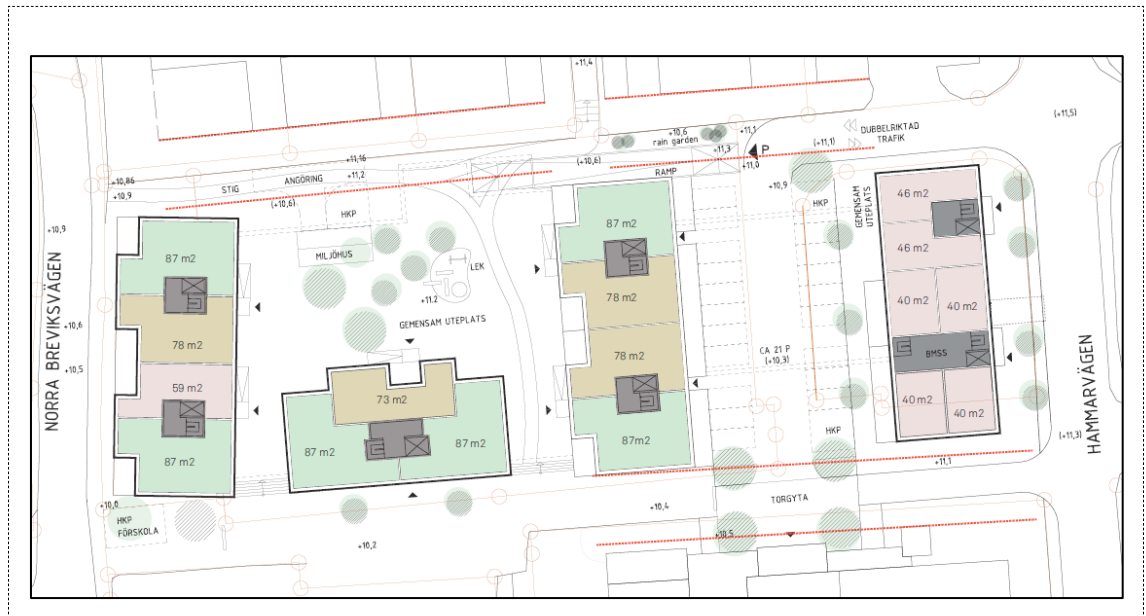 +11,4
(+11,5)
DUBBELRIKTAD
TRAFIK
+11,1
+10,6
rain garden
(+11,1)
+11,3
P
+11,0
+11,16
(+10,6)
RAMP
+10,86
ANGÖRING
+11,2
STIG
+10,9
+10,9
HKP
GEMENSAM
UTEPLATS
46 m2
(+10,6)
HKP
+10,9
87 m2
87 m2
MILJÖHUS
46 m2
LEK
+11,2
40 m2
40 m2
78 m2
GEMENSAM UTEPLATS
+10,6
78 m2
NORRA BREVIKSVÄGEN
HAMMARVÄGEN
CA 21 P
(+10,3)
BMSS
78 m2
+10,5
59 m2
73 m2
40 m2
40 m2
87 m2
87 m2
87 m2
87m2
HKP
(+11,3)
+11,1
+10,0
HKP
FÖRSKOLA
+10,4
TORGYTA
+10,5
+10,2